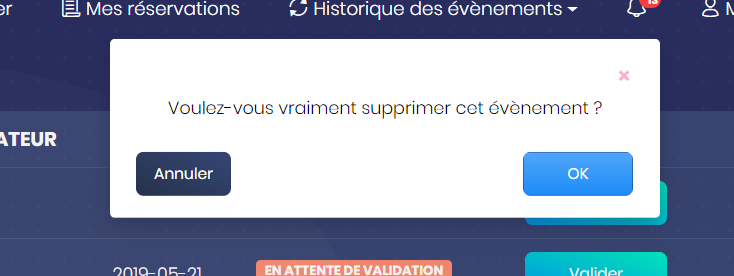 er Mes réservations Historique des évènements 13 M
×
Voulez-vous vraiment supprimer cet évènement ?
ATEUR
Annuler OK
2019-05-21 EN ATTENTE DE VALIDATION Valider